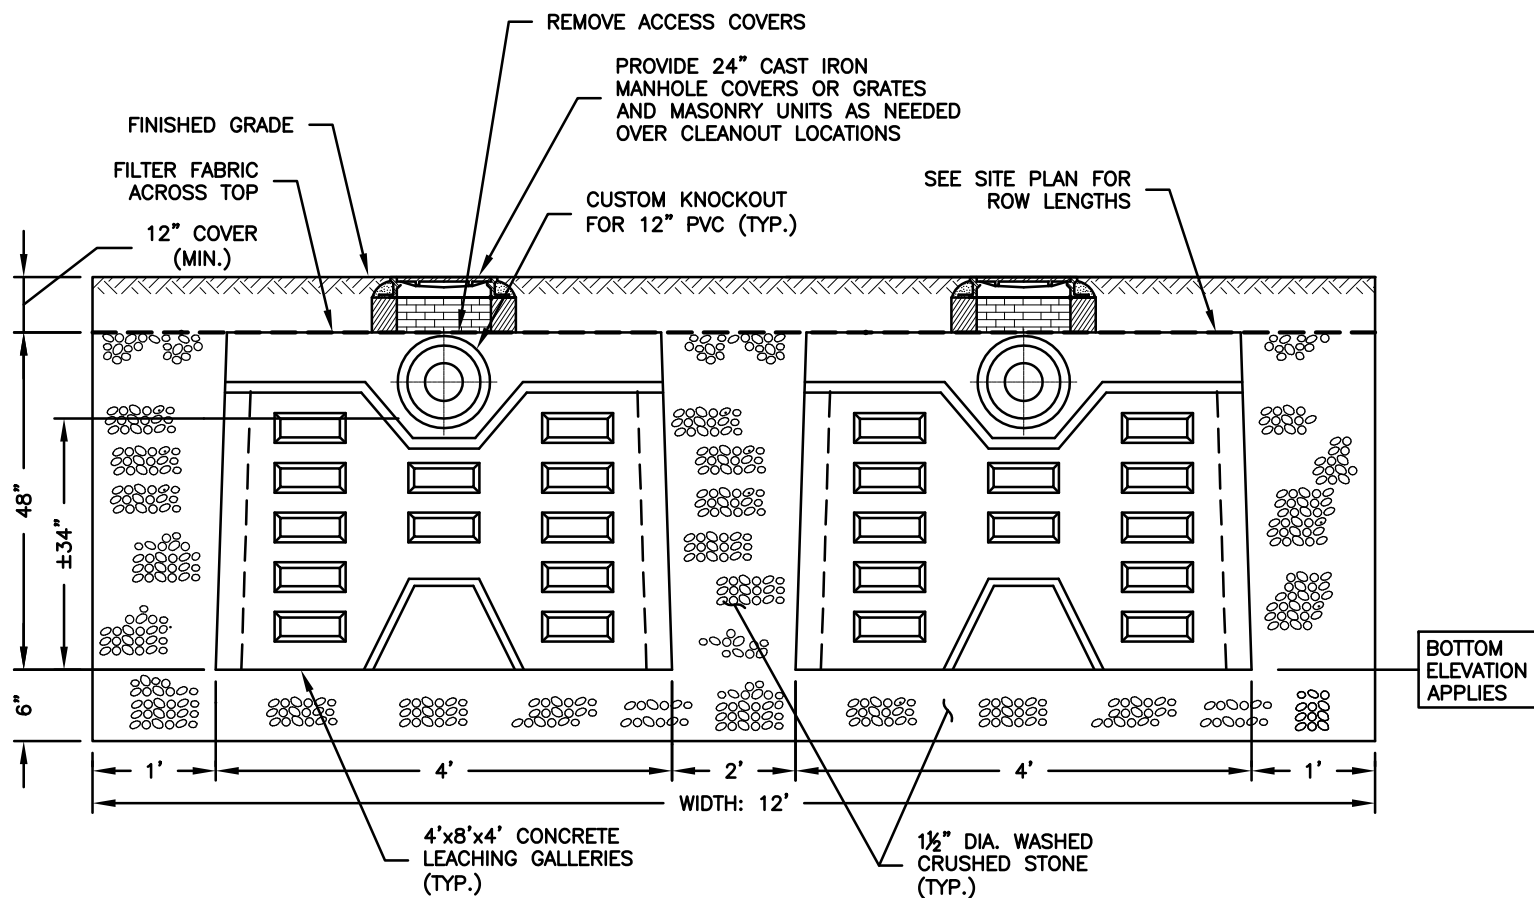 REMOVE ACCESS COVERS
PROVIDE 24" CAST IRON
MANHOLE COVERS OR GRATES
AND MASONRY UNITS AS NEEDED
OVER CLEANOUT LOCATIONS
FINISHED GRADE
FILTER FABRIC
ACROSS TOP
12" COVER
(MIN.)
CUSTOM KNOCKOUT
FOR 12" PVC (TYP.)
SEE SITE PLAN FOR
ROW LENGTHS
48"
±34"
6"
BOTTOM
ELEVATION
APPLIES
1'
4'
2'
4'
1'
WIDTH: 12'
4'x8'x4' CONCRETE
LEACHING GALLERIES
(TYP.)
1½" DIA. WASHED
CRUSHED STONE
(TYP.)